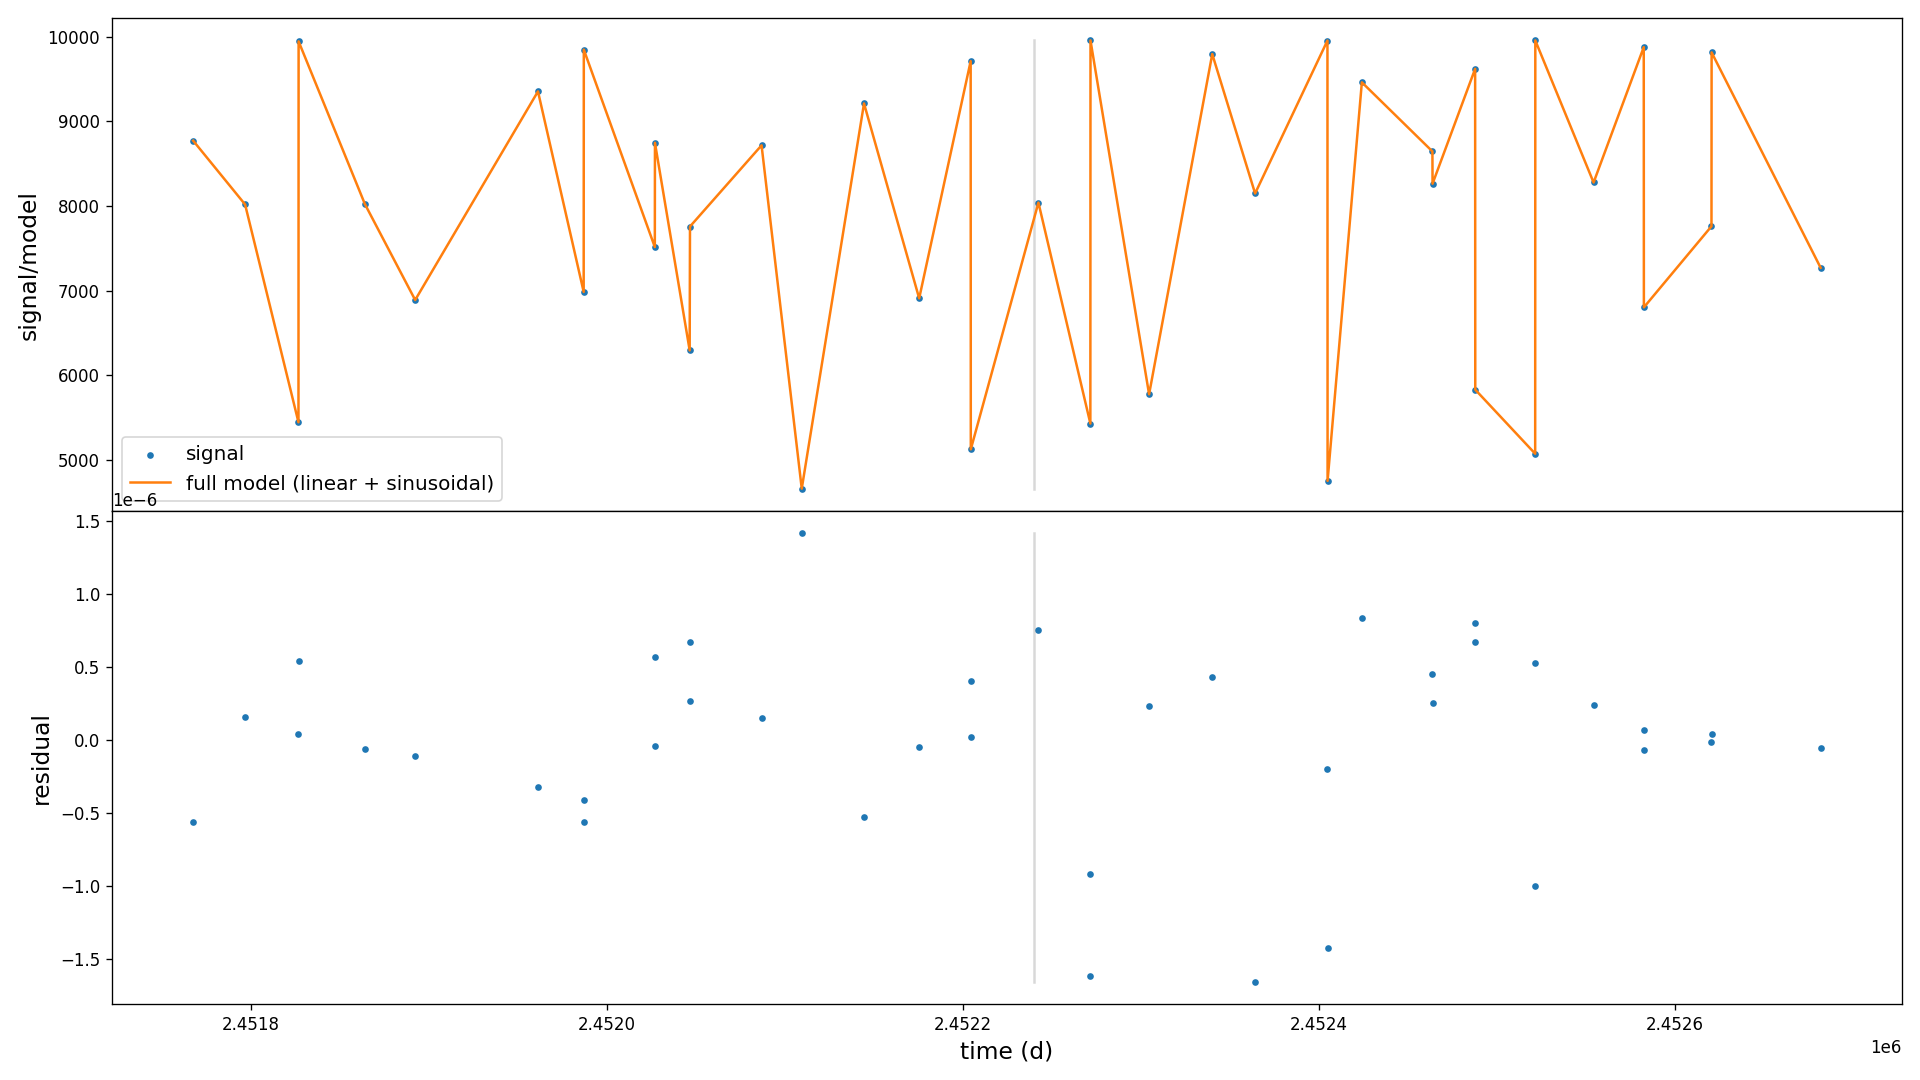 10000
9000
8000
7000
6000
5000
signal/model
signal
full model (linear + sinusoidal)
1e−6
1.5
1.0
0.5
0.0
−0.5
−1.0
−1.5
residual
2.4518
2.4520
2.4522
2.4524
2.4526
1e6
time (d)